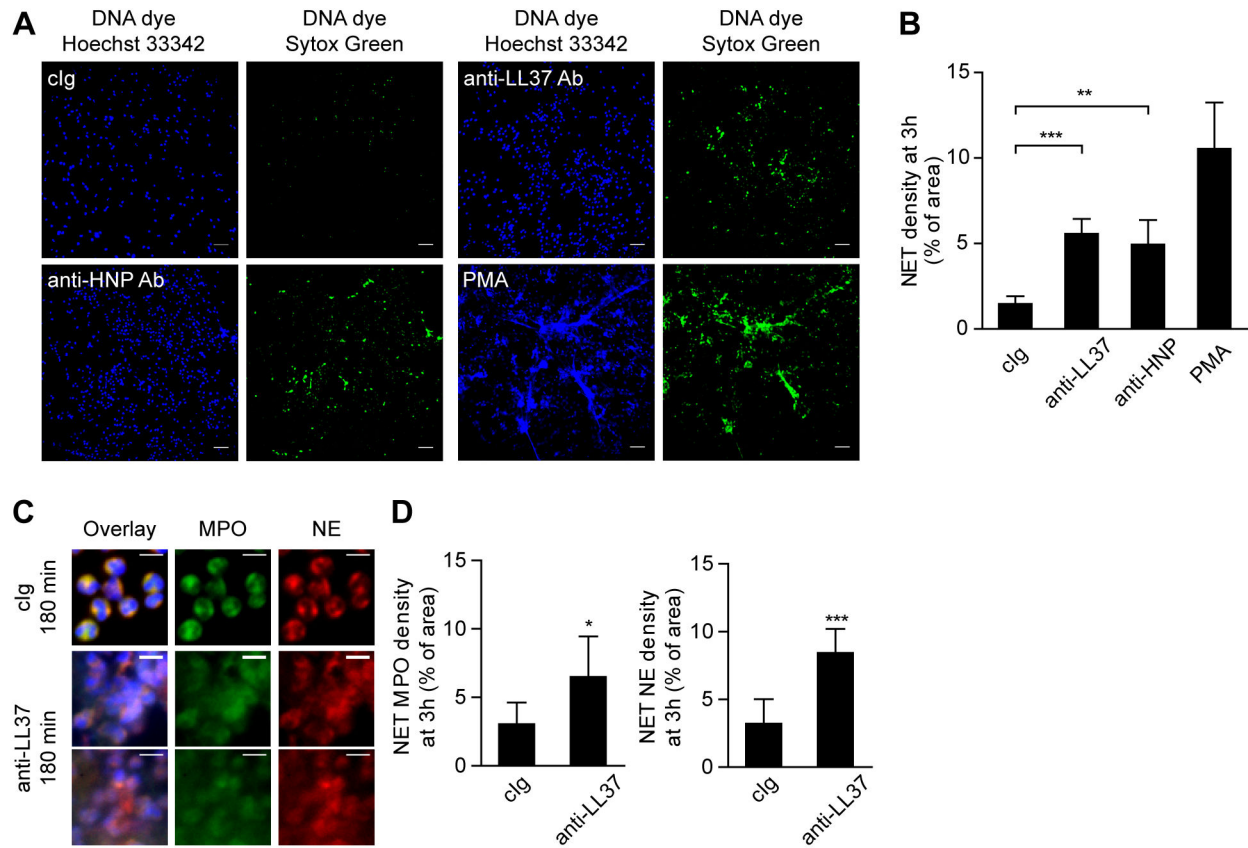 A
DNA dye
Hoechst 33342
DNA dye
Sytox Green
DNA dye
Hoechst 33342
DNA dye
Sytox Green
cIg
anti-LL37 Ab
anti-HNP Ab
PMA
B
NET density at 3h
(% of area)
15
10
5
0
**
***
cIg
anti-LL37
anti-HNP
PMA
C
Overlay
MPO
NE
cIg
180 min
anti-LL37
180 min
D
NET MPO density
at 3h (% of area)
15
10
5
0
*
cIg
anti-LL37
NET NE density
at 3h (% of area)
15
10
5
0
***
cIg
anti-LL37